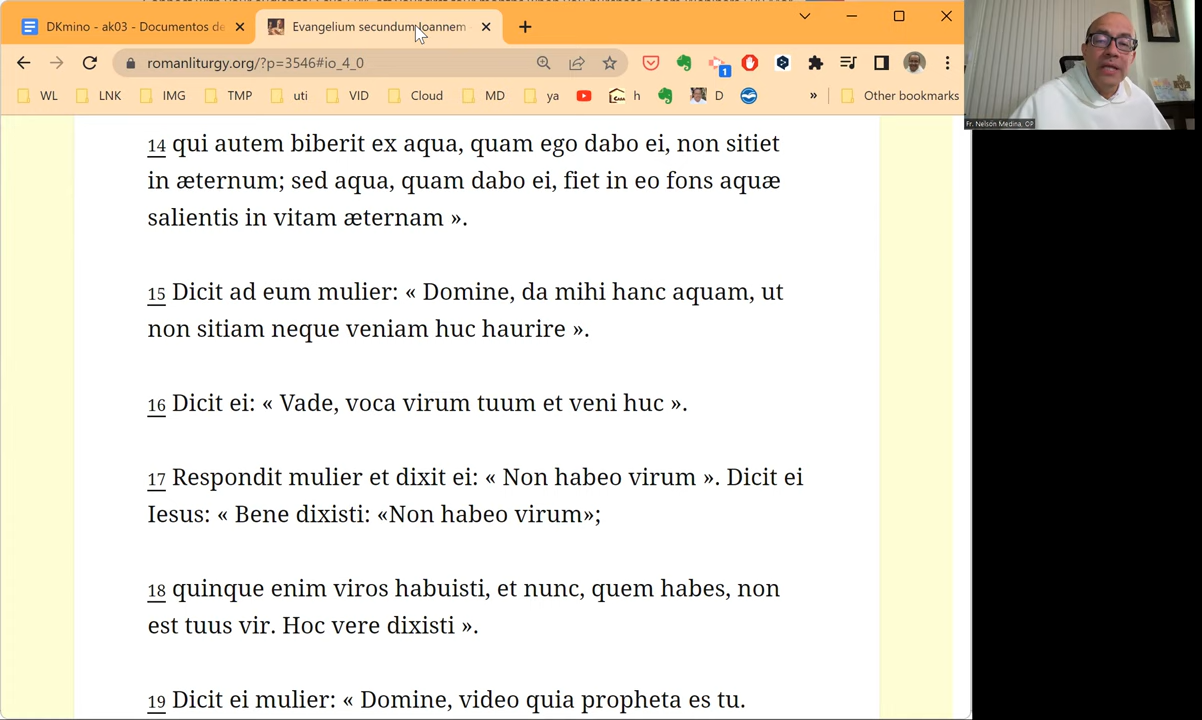 DKmino - ak03 - Documentos de
Evangelium secundum Ioannem
romanliturgy.org/?p=3546#io_4_0
1
WL LNK IMG TMP uti VID Cloud MD ya h D » Other bookmarks
Fr. Nelson Medina, OP
14 qui autem biberit ex aqua, quam ego dabo ei, non sitiet
in æternum; sed aqua, quam dabo ei, fiet in eo fons aquæ
salientis in vitam æternam ».
15 Dicit ad eum mulier: « Domine, da mihi hanc aquam, ut
non sitiam neque veniam huc haurire ».
16 Dicit ei: « Vade, voca virum tuum et veni huc ».
17 Respondit mulier et dixit ei: « Non habeo virum ». Dicit ei
Iesus: « Bene dixisti: «Non habeo virum»;
18 quinque enim viros habuisti, et nunc, quem habes, non
est tuus vir. Hoc vere dixisti ».
19 Dicit ei mulier: « Domine, video quia propheta es tu.